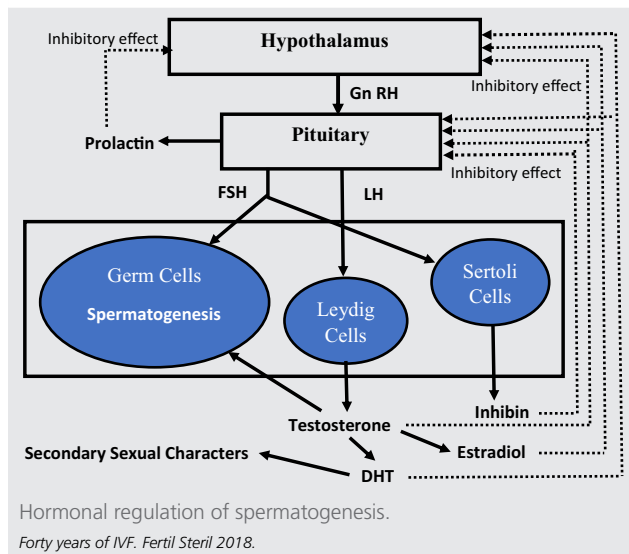 Inhibitory effect
Hypothalamus
Gn RH
Inhibitory effect
Prolactin
Pituitary
Inhibitory effect
FSH
LH
Germ Cells
Spermatogenesis
Leydig
Cells
Sertoli
Cells
Inhibin
Testosterone
Estradiol
Secondary Sexual Characters
DHT
Hormonal regulation of spermatogenesis.
Forty years of IVF. Fertil Steril 2018.